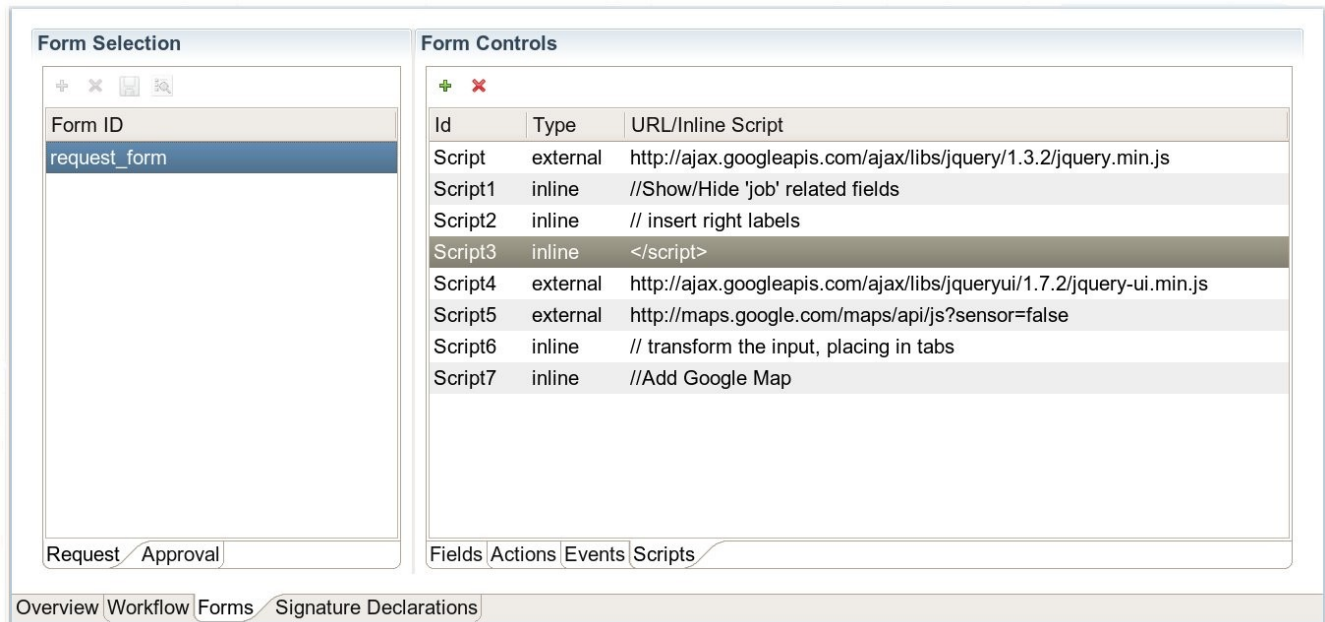 Form Selection
Form ID
request_form
Request Approval
Form Controls
Id Type URL/Inline Script
Script external http://ajax.googleapis.com/ajax/libs/jquery/1.3.2/jquery.min.js
Script1 inline //Show/Hide 'job' related fields
Script2 inline // insert right labels
Script3 inline </script>
Script4 external http://ajax.googleapis.com/ajax/libs/jqueryui/1.7.2/jquery-ui.min.js
Script5 external http://maps.google.com/maps/api/js?sensor=false
Script6 inline // transform the input, placing in tabs
Script7 inline //Add Google Map
Fields Actions Events Scripts
Overview Workflow Forms Signature Declarations